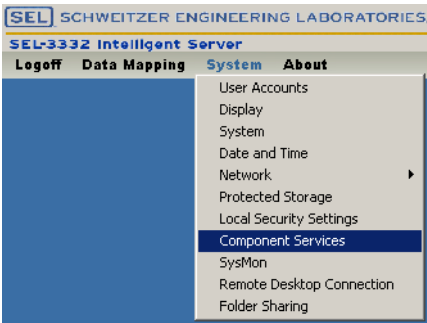 SEL SCHWEITZER ENGINEERING LABORATORIES
SEL-3332 Intelligent Server
Logoff Data Mapping System About
User Accounts
Display
System
Date and Time
Network
Protected Storage
Local Security Settings
Component Services
SysMon
Remote Desktop Connection
Folder Sharing